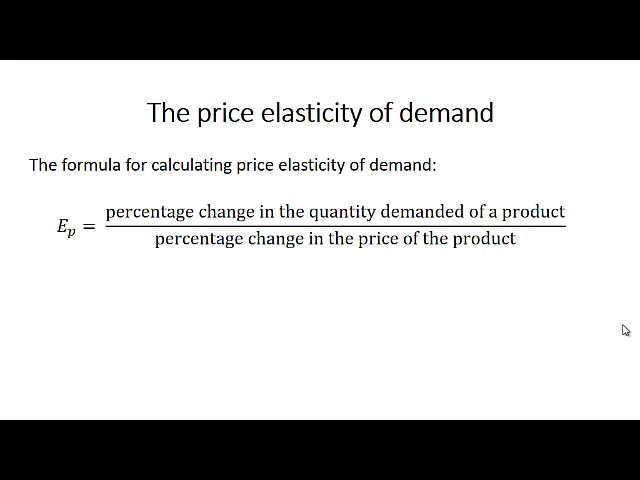 The price elasticity of demand
The formula for calculating price elasticity of demand:
E_p = percentage change in the quantity demanded of a product
percentage change in the price of the product